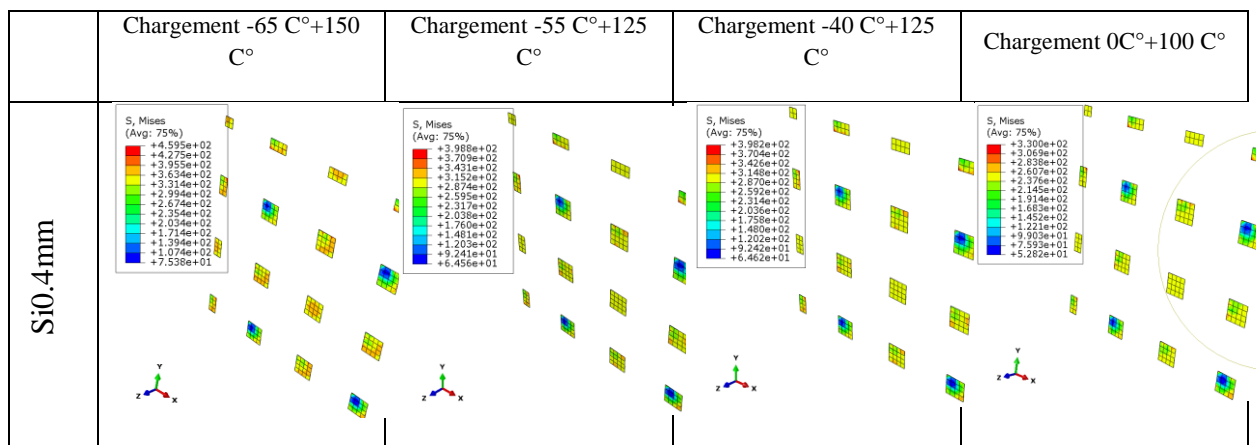 Chargement -65 C°+150
C°
Chargement -55 C°+125
C°
Chargement -40 C°+125
C°
Chargement 0C°+100 C°
Si0.4mm
S, Mises
(Avg: 75%)
+4.595e+02
+4.275e+02
+3.955e+02
+3.634e+02
+3.314e+02
+2.994e+02
+2.674e+02
+2.354e+02
+2.034e+02
+1.714e+02
+1.394e+02
+1.074e+02
+7.538e+01
Y
Z
X
S, Mises
(Avg: 75%)
+3.988e+02
+3.709e+02
+3.431e+02
+3.152e+02
+2.874e+02
+2.595e+02
+2.317e+02
+2.038e+02
+1.760e+02
+1.481e+02
+1.203e+02
+9.241e+01
+6.456e+01
Y
Z
X
S, Mises
(Avg: 75%)
+3.982e+02
+3.704e+02
+3.426e+02
+3.148e+02
+2.870e+02
+2.592e+02
+2.314e+02
+2.036e+02
+1.758e+02
+1.480e+02
+1.202e+02
+9.242e+01
+6.462e+01
Y
Z
X
S, Mises
(Avg: 75%)
+3.300e+02
+3.069e+02
+2.838e+02
+2.607e+02
+2.376e+02
+2.145e+02
+1.914e+02
+1.683e+02
+1.452e+02
+1.221e+02
+9.903e+01
+7.593e+01
+5.282e+01
Y
Z
X